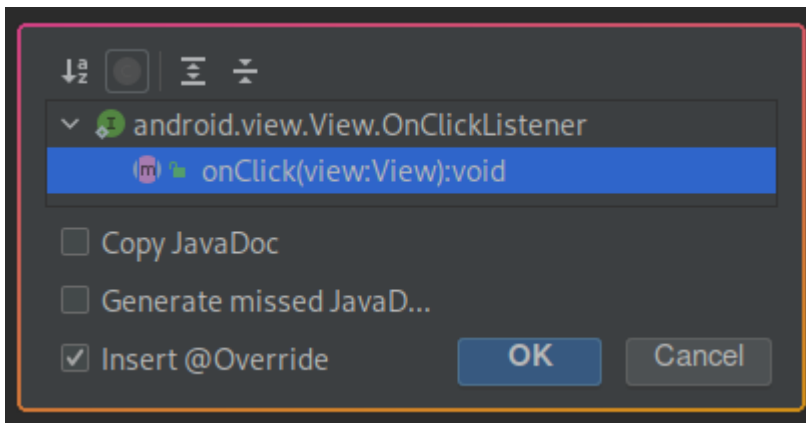 android.view.View.OnClickListener
onClick(view:View):void
Copy JavaDoc
Generate missed JavaD...
Insert @Override
OK
Cancel